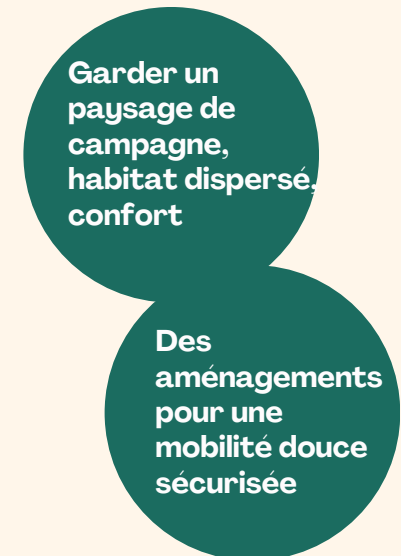 Garder un
paysage de
campagne,
habitat dispersé,
confort
Des
aménagements
pour une
mobilité douce
sécurisée